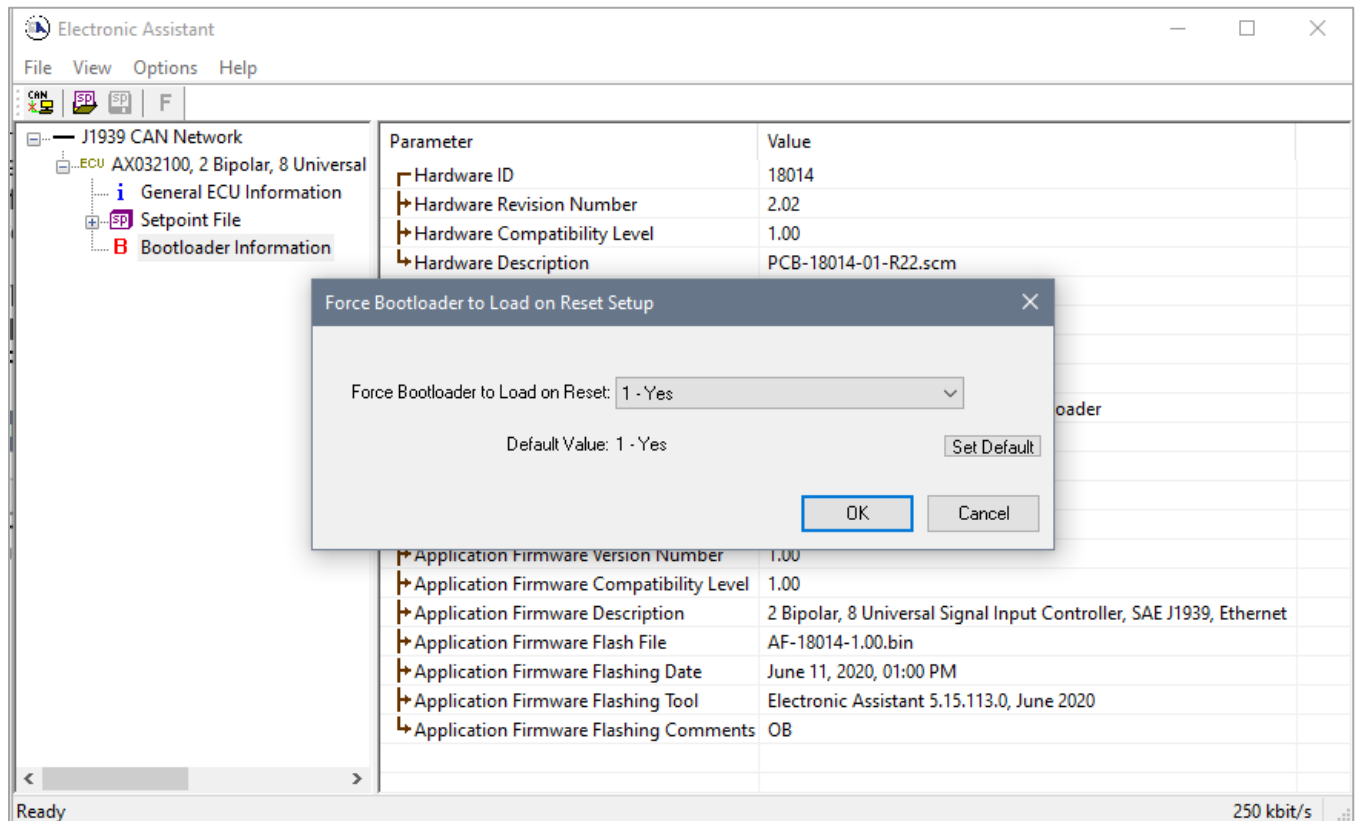 Electronic Assistant
File View Options Help
CAN SP SP F
J1939 CAN Network
ECU AX032100, 2 Bipolar, 8 Universal
i General ECU Information
SP Setpoint File
B Bootloader Information
Parameter Value
Hardware ID 18014
Hardware Revision Number 2.02
Hardware Compatibility Level 1.00
Hardware Description PCB-18014-01-R22.scm
Force Bootloader to Load on Reset Setup
Force Bootloader to Load on Reset: 1 - Yes
oader
Default Value: 1 - Yes Set Default
OK Cancel
Application Firmware Version Number 1.00
Application Firmware Compatibility Level 1.00
Application Firmware Description 2 Bipolar, 8 Universal Signal Input Controller, SAE J1939, Ethernet
Application Firmware Flash File AF-18014-1.00.bin
Application Firmware Flashing Date June 11, 2020, 01:00 PM
Application Firmware Flashing Tool Electronic Assistant 5.15.113.0, June 2020
Application Firmware Flashing Comments OB
Ready 250 kbit/s